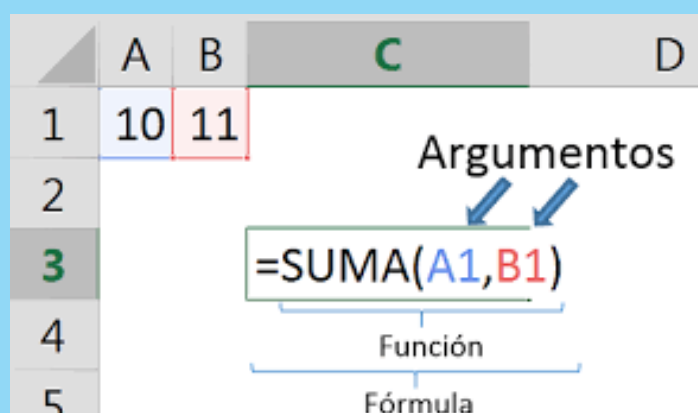 A B C D
1 10 11
Argumentos
2
3 =SUMA(A1,B1)
4 Función
5 Fórmula